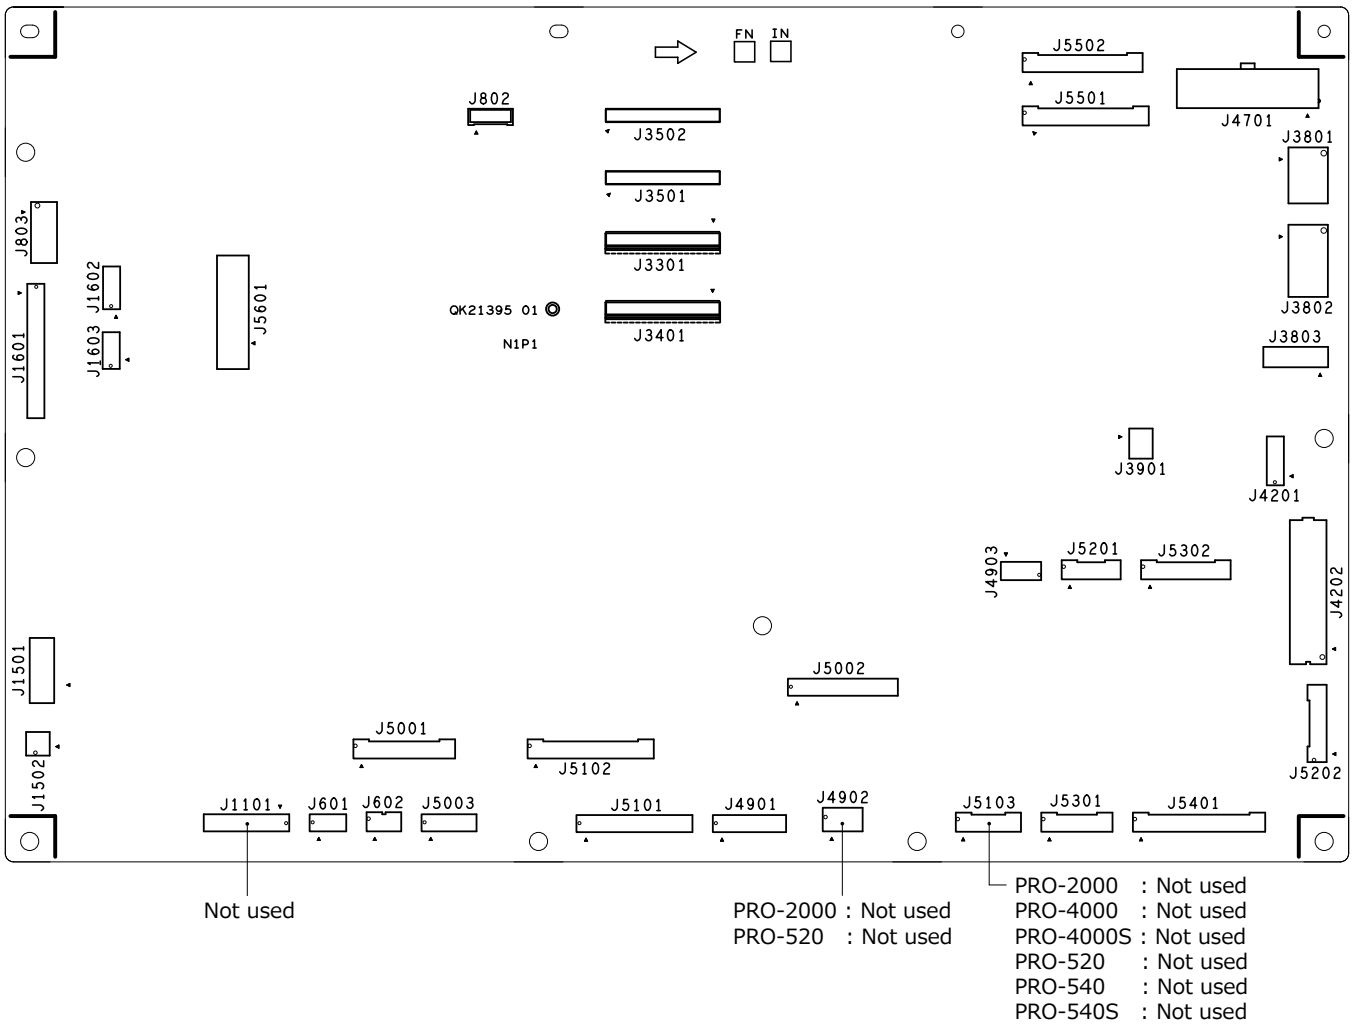 FN IN
J5502
J802
J5501
J4701
J3502
J3801
J3501
J803
J3301
J1602
J5601
QK21395 01
J3802
J1601
J1603
N1P1
J3401
J3803
J3901
J4201
J4903
J5201
J5302
J4202
J1501
J5002
J5001
J5102
J1502
J5202
J1101
J601
J602
J5003
J5101
J4901
J4902
J5103
J5301
J5401
Not used
PRO-2000 : Not used
PRO-520 : Not used
PRO-2000 : Not used
PRO-4000 : Not used
PRO-4000S : Not used
PRO-520 : Not used
PRO-540 : Not used
PRO-540S : Not used